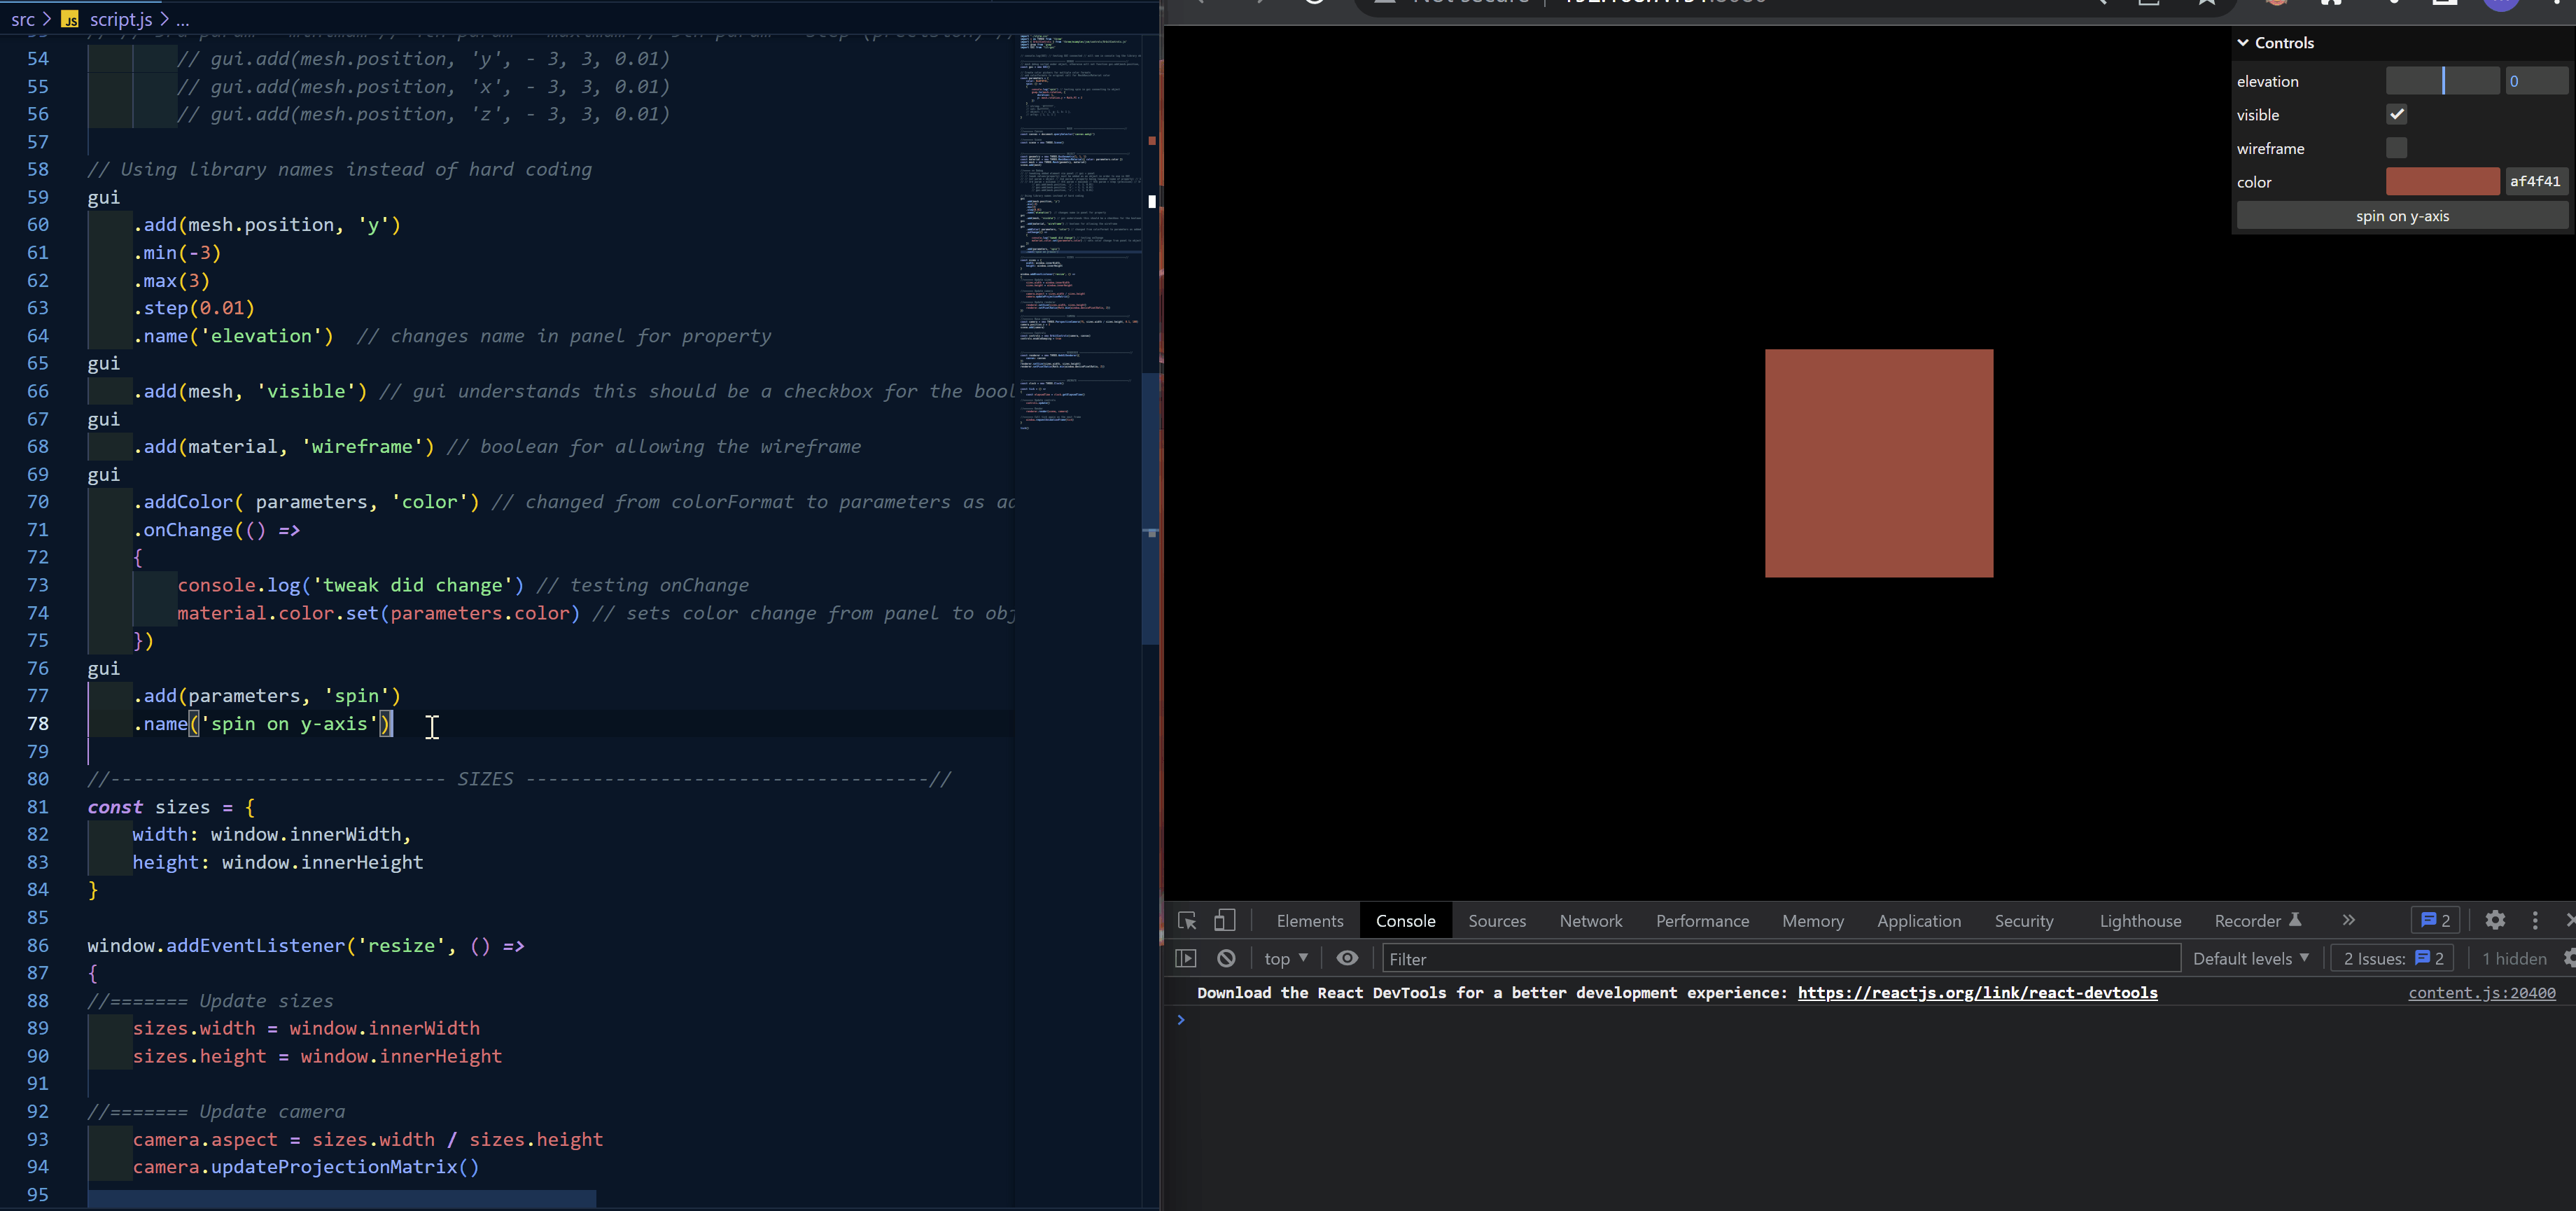 src > JS script.js > ...
54 // gui.add(mesh.position, 'y', - 3, 3, 0.01)
55 // gui.add(mesh.position, 'x', - 3, 3, 0.01)
56 // gui.add(mesh.position, 'z', - 3, 3, 0.01)
57
58 // Using library names instead of hard coding
59 gui
60 .add(mesh.position, 'y')
61 .min(-3)
62 .max(3)
63 .step(0.01)
64 .name('elevation') // changes name in panel for property
65 gui
66 .add(mesh, 'visible') // gui understands this should be a checkbox for the bool
67 gui
68 .add(material, 'wireframe') // boolean for allowing the wireframe
69 gui
70 .addColor( parameters, 'color') // changed from colorFormat to parameters as
71 .onChange(() =>
72 {
73 console.log('tweak did change') // testing onChange
74 material.color.set(parameters.color) // sets color change from panel to obj
75 })
76 gui
77 .add(parameters, 'spin')
78 .name('spin on y-axis')
79
80 //------------------------------ SIZES ------------------------------------//
81 const sizes = {
82 width: window.innerWidth,
83 height: window.innerHeight
84 }
85
86 window.addEventListener('resize', () =>
87 {
88 //======= Update sizes
89 sizes.width = window.innerWidth
90 sizes.height = window.innerHeight
91
92 //======= Update camera
93 camera.aspect = sizes.width / sizes.height
94 camera.updateProjectionMatrix()
95
Controls
elevation 0
visible
wireframe
color af4f41
spin on y-axis
Elements Console Sources Network Performance Memory Application Security Lighthouse Recorder 2
top Filter Default levels 2 Issues: 2 1 hidden
Download the React DevTools for a better development experience: https://reactjs.org/link/react-devtools content.js:20400